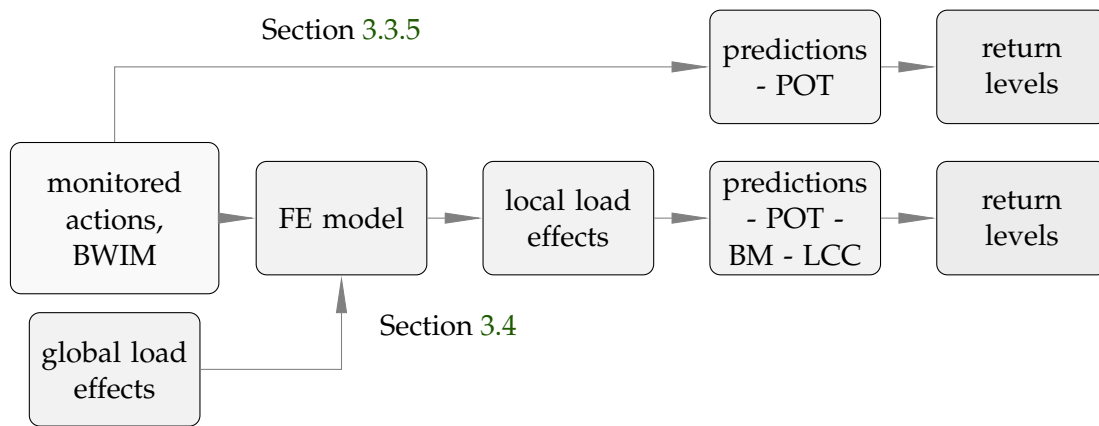 Section 3.3.5
predictions
- POT
return
levels
monitored
actions,
BWIM
FE model
local load
effects
predictions
- POT -
BM - LCC
return
levels
Section 3.4
global load
effects